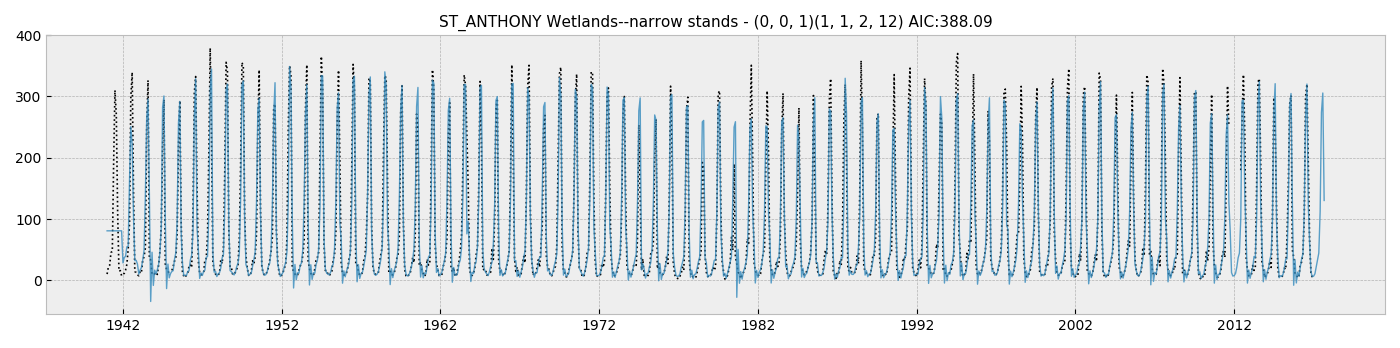 ST_ANTHONY Wetlands--narrow stands - (0, 0, 1)(1, 1, 2, 12) AIC:388.09
400
300
200
100
0
1942 1952 1962 1972 1982 1992 2002 2012